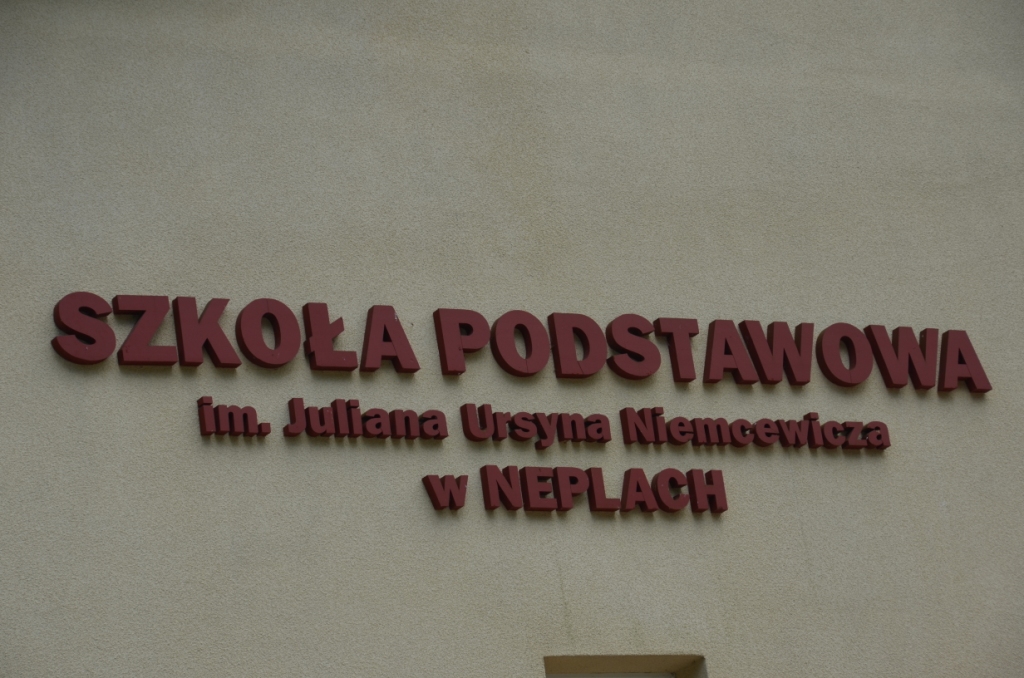 SZKOŁA PODSTAWOWA
im. Juliana Ursyna Niemcewicza
w NEPLACH